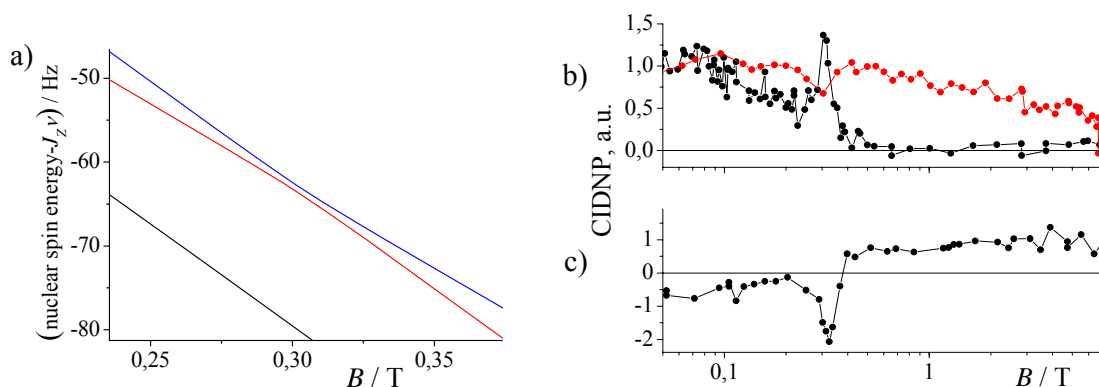 a)
(nuclear spin energy-J_Z ν) / Hz
-50
-60
-70
-80
0,25
0,30
0,35
B / T
b)
CIDNP, a.u.
1,5
1,0
0,5
0,0
c)
1
0
-1
-2
0,1
1
B / T